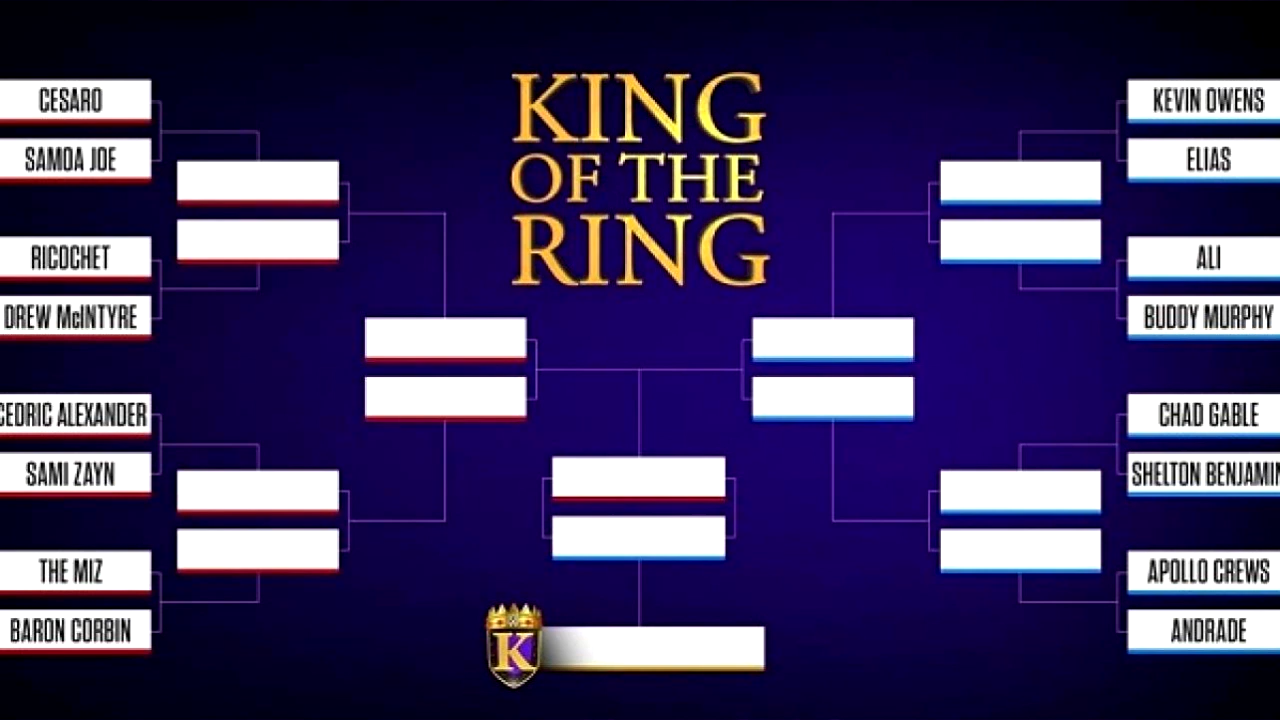 KING
OF THE
RING
CESARO
SAMOA JOE
RICOCHET
DREW McINTYRE
CEDRIC ALEXANDER
SAMI ZAYN
THE MIZ
BARON CORBIN
KEVIN OWENS
ELIAS
ALI
BUDDY MURPHY
CHAD GABLE
SHELTON BENJAMIN
APOLLO CREWS
ANDRADE
K